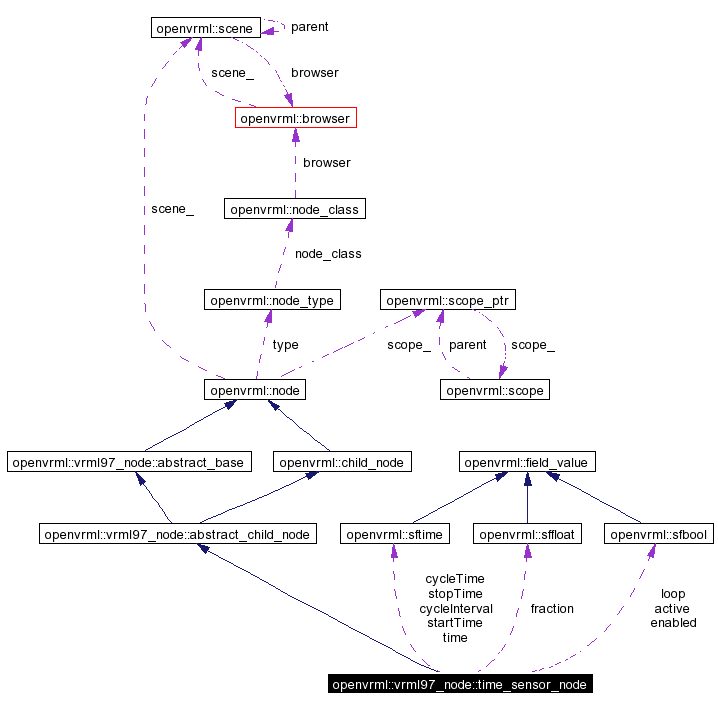 openvrml::scene
parent
scene_
browser
openvrml::browser
browser
scene_
openvrml::node_class
node_class
openvrml::node_type
openvrml::scope_ptr
type
scope_
parent
scope_
openvrml::node
openvrml::scope
openvrml::vrml97_node::abstract_base
openvrml::child_node
openvrml::field_value
openvrml::vrml97_node::abstract_child_node
openvrml::sftime
openvrml::sffloat
openvrml::sfbool
cycleTime
stopTime
cycleInterval
startTime
time
fraction
loop
active
enabled
openvrml::vrml97_node::time_sensor_node